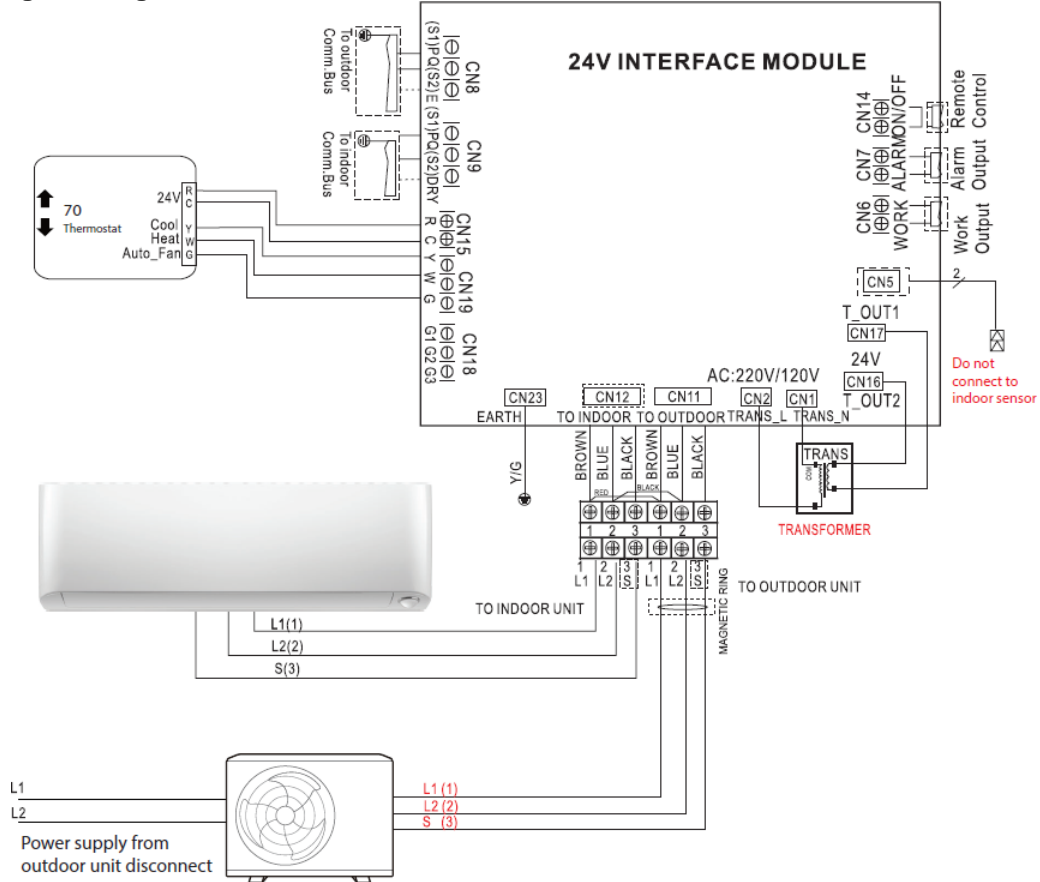 24V INTERFACE MODULE
(S1)PQ(S2)E
To outdoor
Comm.Bus
CN8
(S1)PQ(S2)DRY
To indoor
Comm.Bus
CN9
R C
CN15
Y W G
CN19
G1 G2 G3
CN18
70
Thermostat
24V
R
C
Cool
Y
Heat
W
Auto_Fan
G
CN14
ON/OFF
Remote
Control
CN7
ALARM
Alarm
Output
CN6
WORK
Work
Output
CN5
2
Do not
connect to
indoor sensor
T_OUT1
CN17
24V
CN16
T_OUT2
AC:220V/120V
CN23
CN12
CN11
CN2
CN1
EARTH
TO INDOOR
TO OUTDOOR
TRANS_L
TRANS_N
Y/G
BROWN
BLUE
BLACK
BROWN
BLUE
BLACK
RED
BLACK
TRANS
COM
TRANSFORMER
1 2 3 1 2 3
1 2 3 1 2 3
L1 L2 S L1 L2 S
TO INDOOR UNIT
TO OUTDOOR UNIT
MAGNETIC RING
L1(1)
L2(2)
S(3)
L1
L2
L1 (1)
L2 (2)
S (3)
Power supply from
outdoor unit disconnect